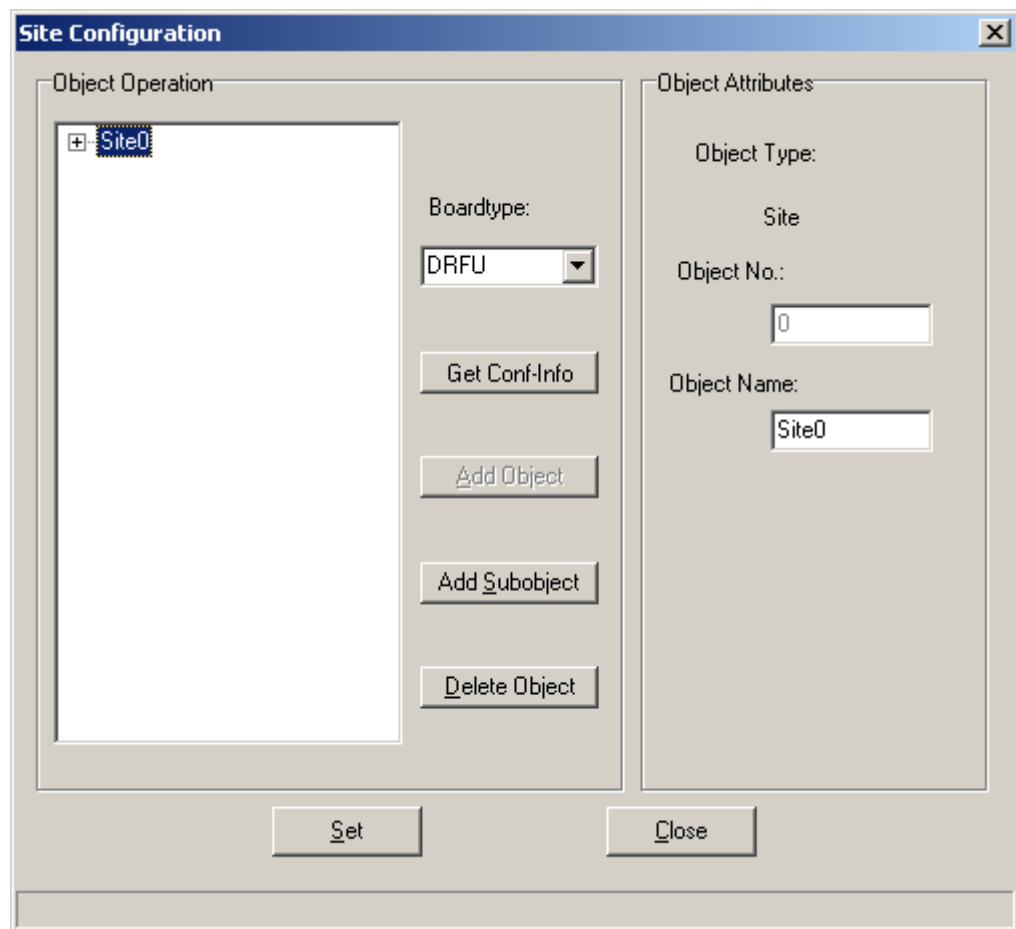 Site Configuration
Object Operation
Site0
Boardtype:
DRFU
Get Conf-Info
Add Object
Add Subobject
Delete Object
Object Attributes
Object Type:
Site
Object No.:
0
Object Name:
Site0
Set
Close